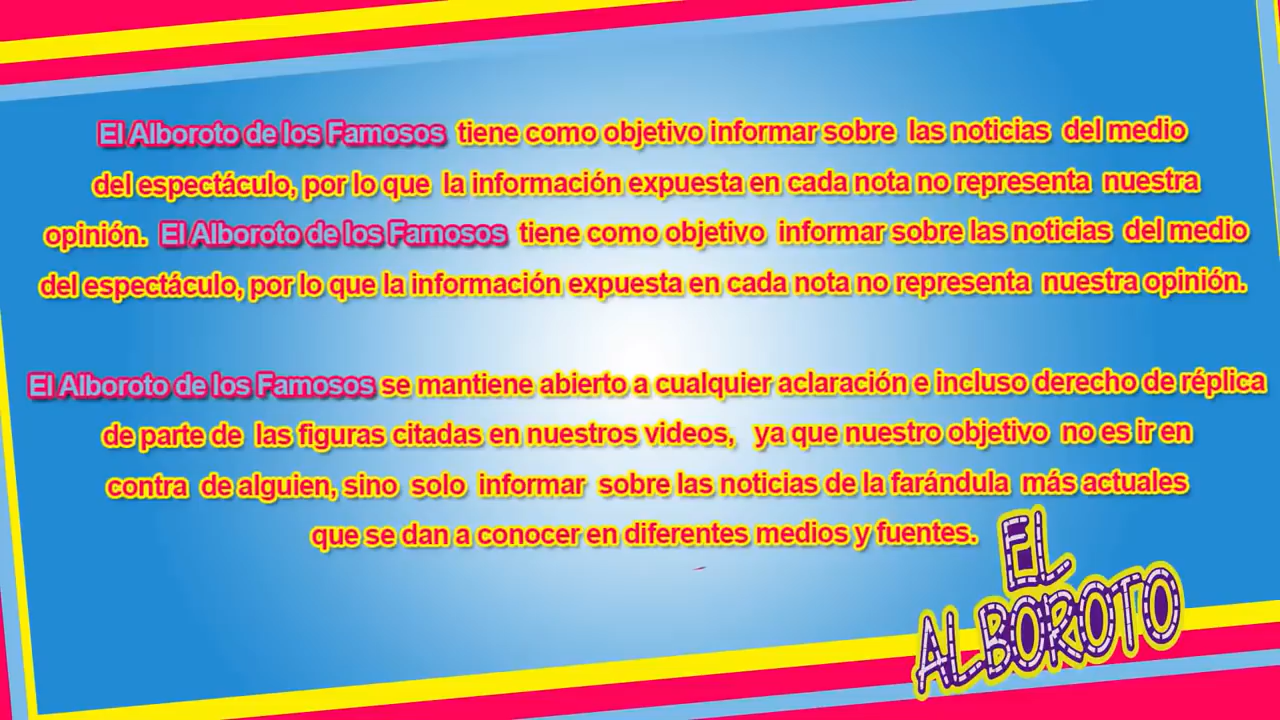 El Alboroto de los Famosos tiene como objetivo informar sobre las noticias del medio
del espectáculo, por lo que la información expuesta en cada nota no representa nuestra
opinión. El Alboroto de los Famosos tiene como objetivo informar sobre las noticias del medio
del espectáculo, por lo que la información expuesta en cada nota no representa nuestra opinión.
El Alboroto de los Famosos se mantiene abierto a cualquier aclaración e incluso derecho de réplica
de parte de las figuras citadas en nuestros videos, ya que nuestro objetivo no es ir en
contra de alguien, sino solo informar sobre las noticias de la farándula más actuales
que se dan a conocer en diferentes medios y fuentes.
EL
ALBOROTO